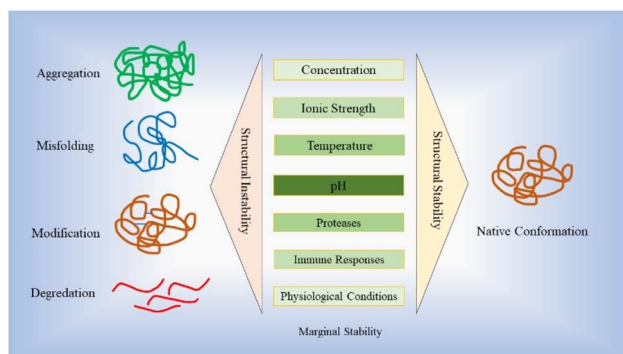 Aggregation
Misfolding
Modification
Degredation
Structural Instability
Concentration
Ionic Strength
Temperature
pH
Proteases
Immune Responses
Physiological Conditions
Marginal Stability
Structural Stability
Native Conformation